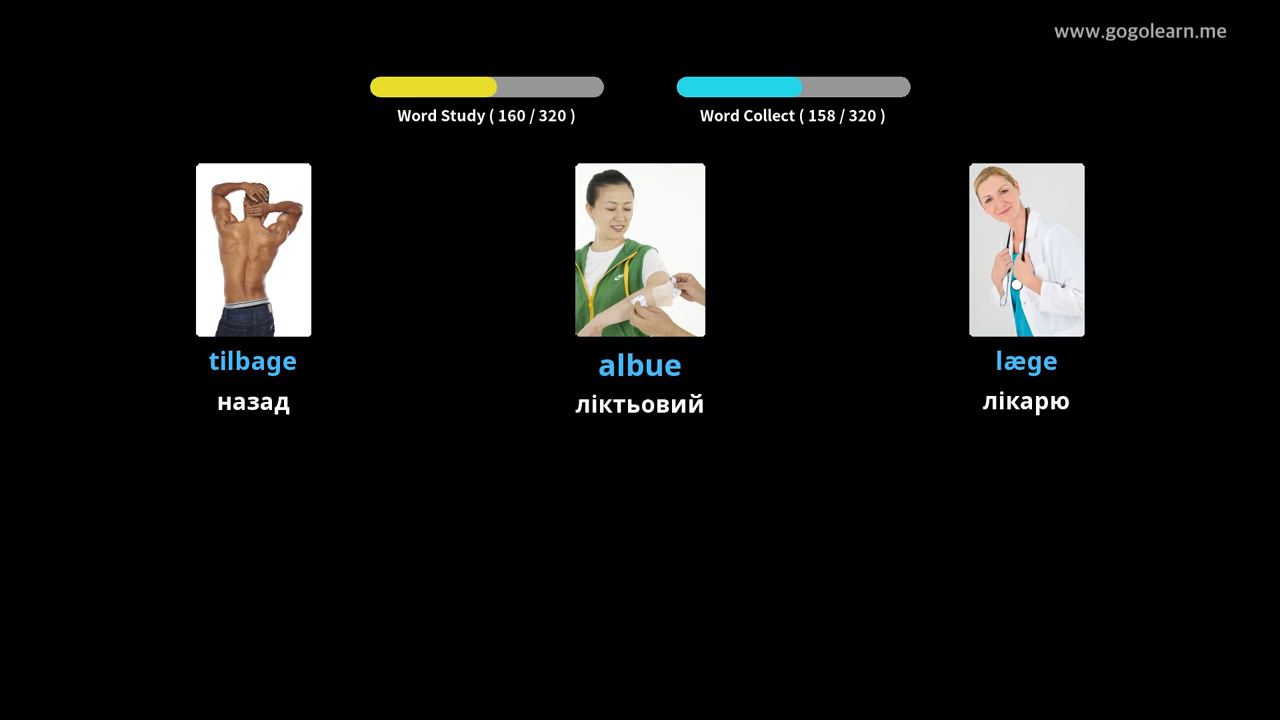 www.gogolearn.me
Word Study ( 160 / 320 )
Word Collect ( 158 / 320 )
tilbage
назад
albue
ліктьовий
læge
лікарю